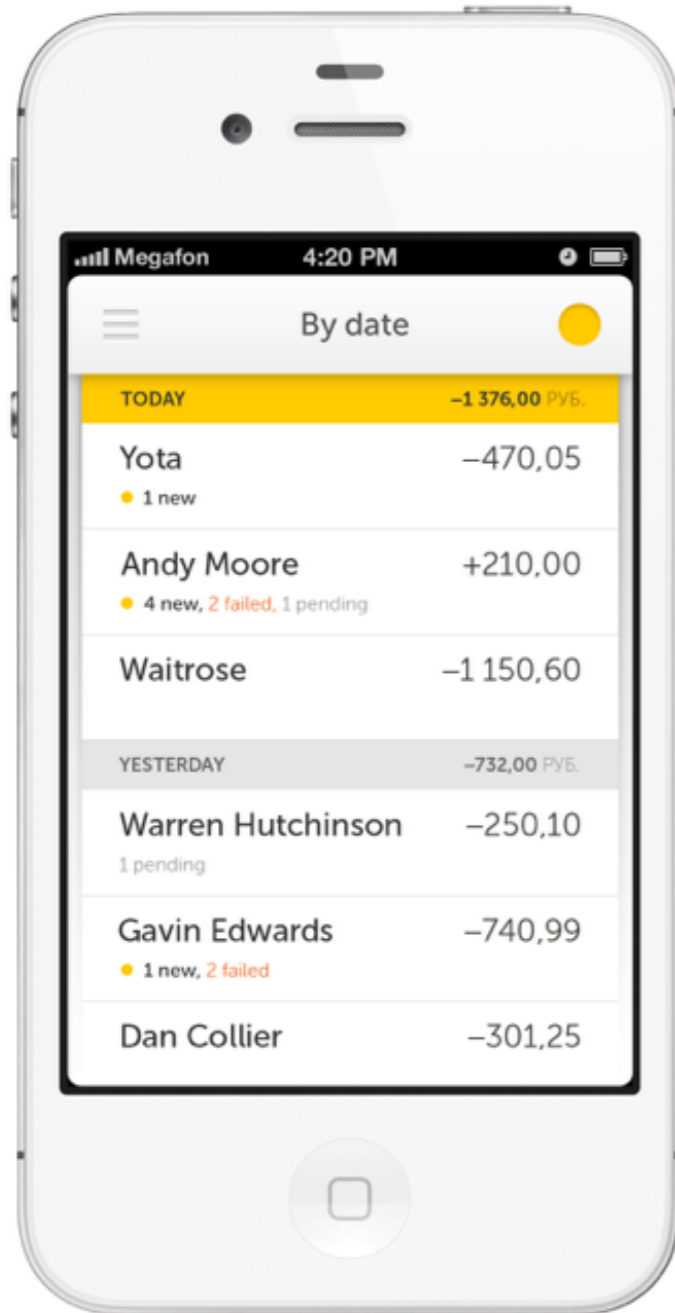 Megafon 4:20 PM
By date
TODAY –1 376,00 РУБ.
Yota –470,05
1 new
Andy Moore +210,00
4 new, 2 failed, 1 pending
Waitrose –1 150,60
YESTERDAY –732,00 РУБ.
Warren Hutchinson –250,10
1 pending
Gavin Edwards –740,99
1 new, 2 failed
Dan Collier –301,25